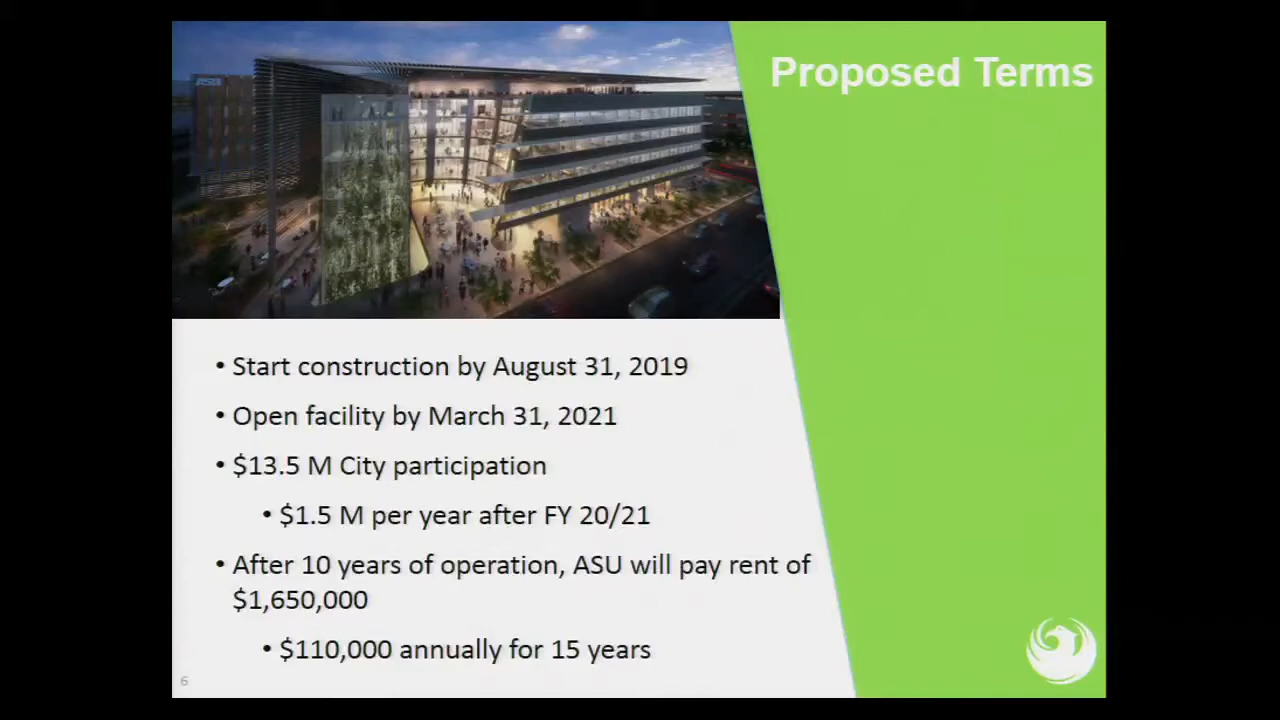 ASU
Proposed Terms
• Start construction by August 31, 2019
• Open facility by March 31, 2021
• $13.5 M City participation
• $1.5 M per year after FY 20/21
• After 10 years of operation, ASU will pay rent of
$1,650,000
• $110,000 annually for 15 years
6